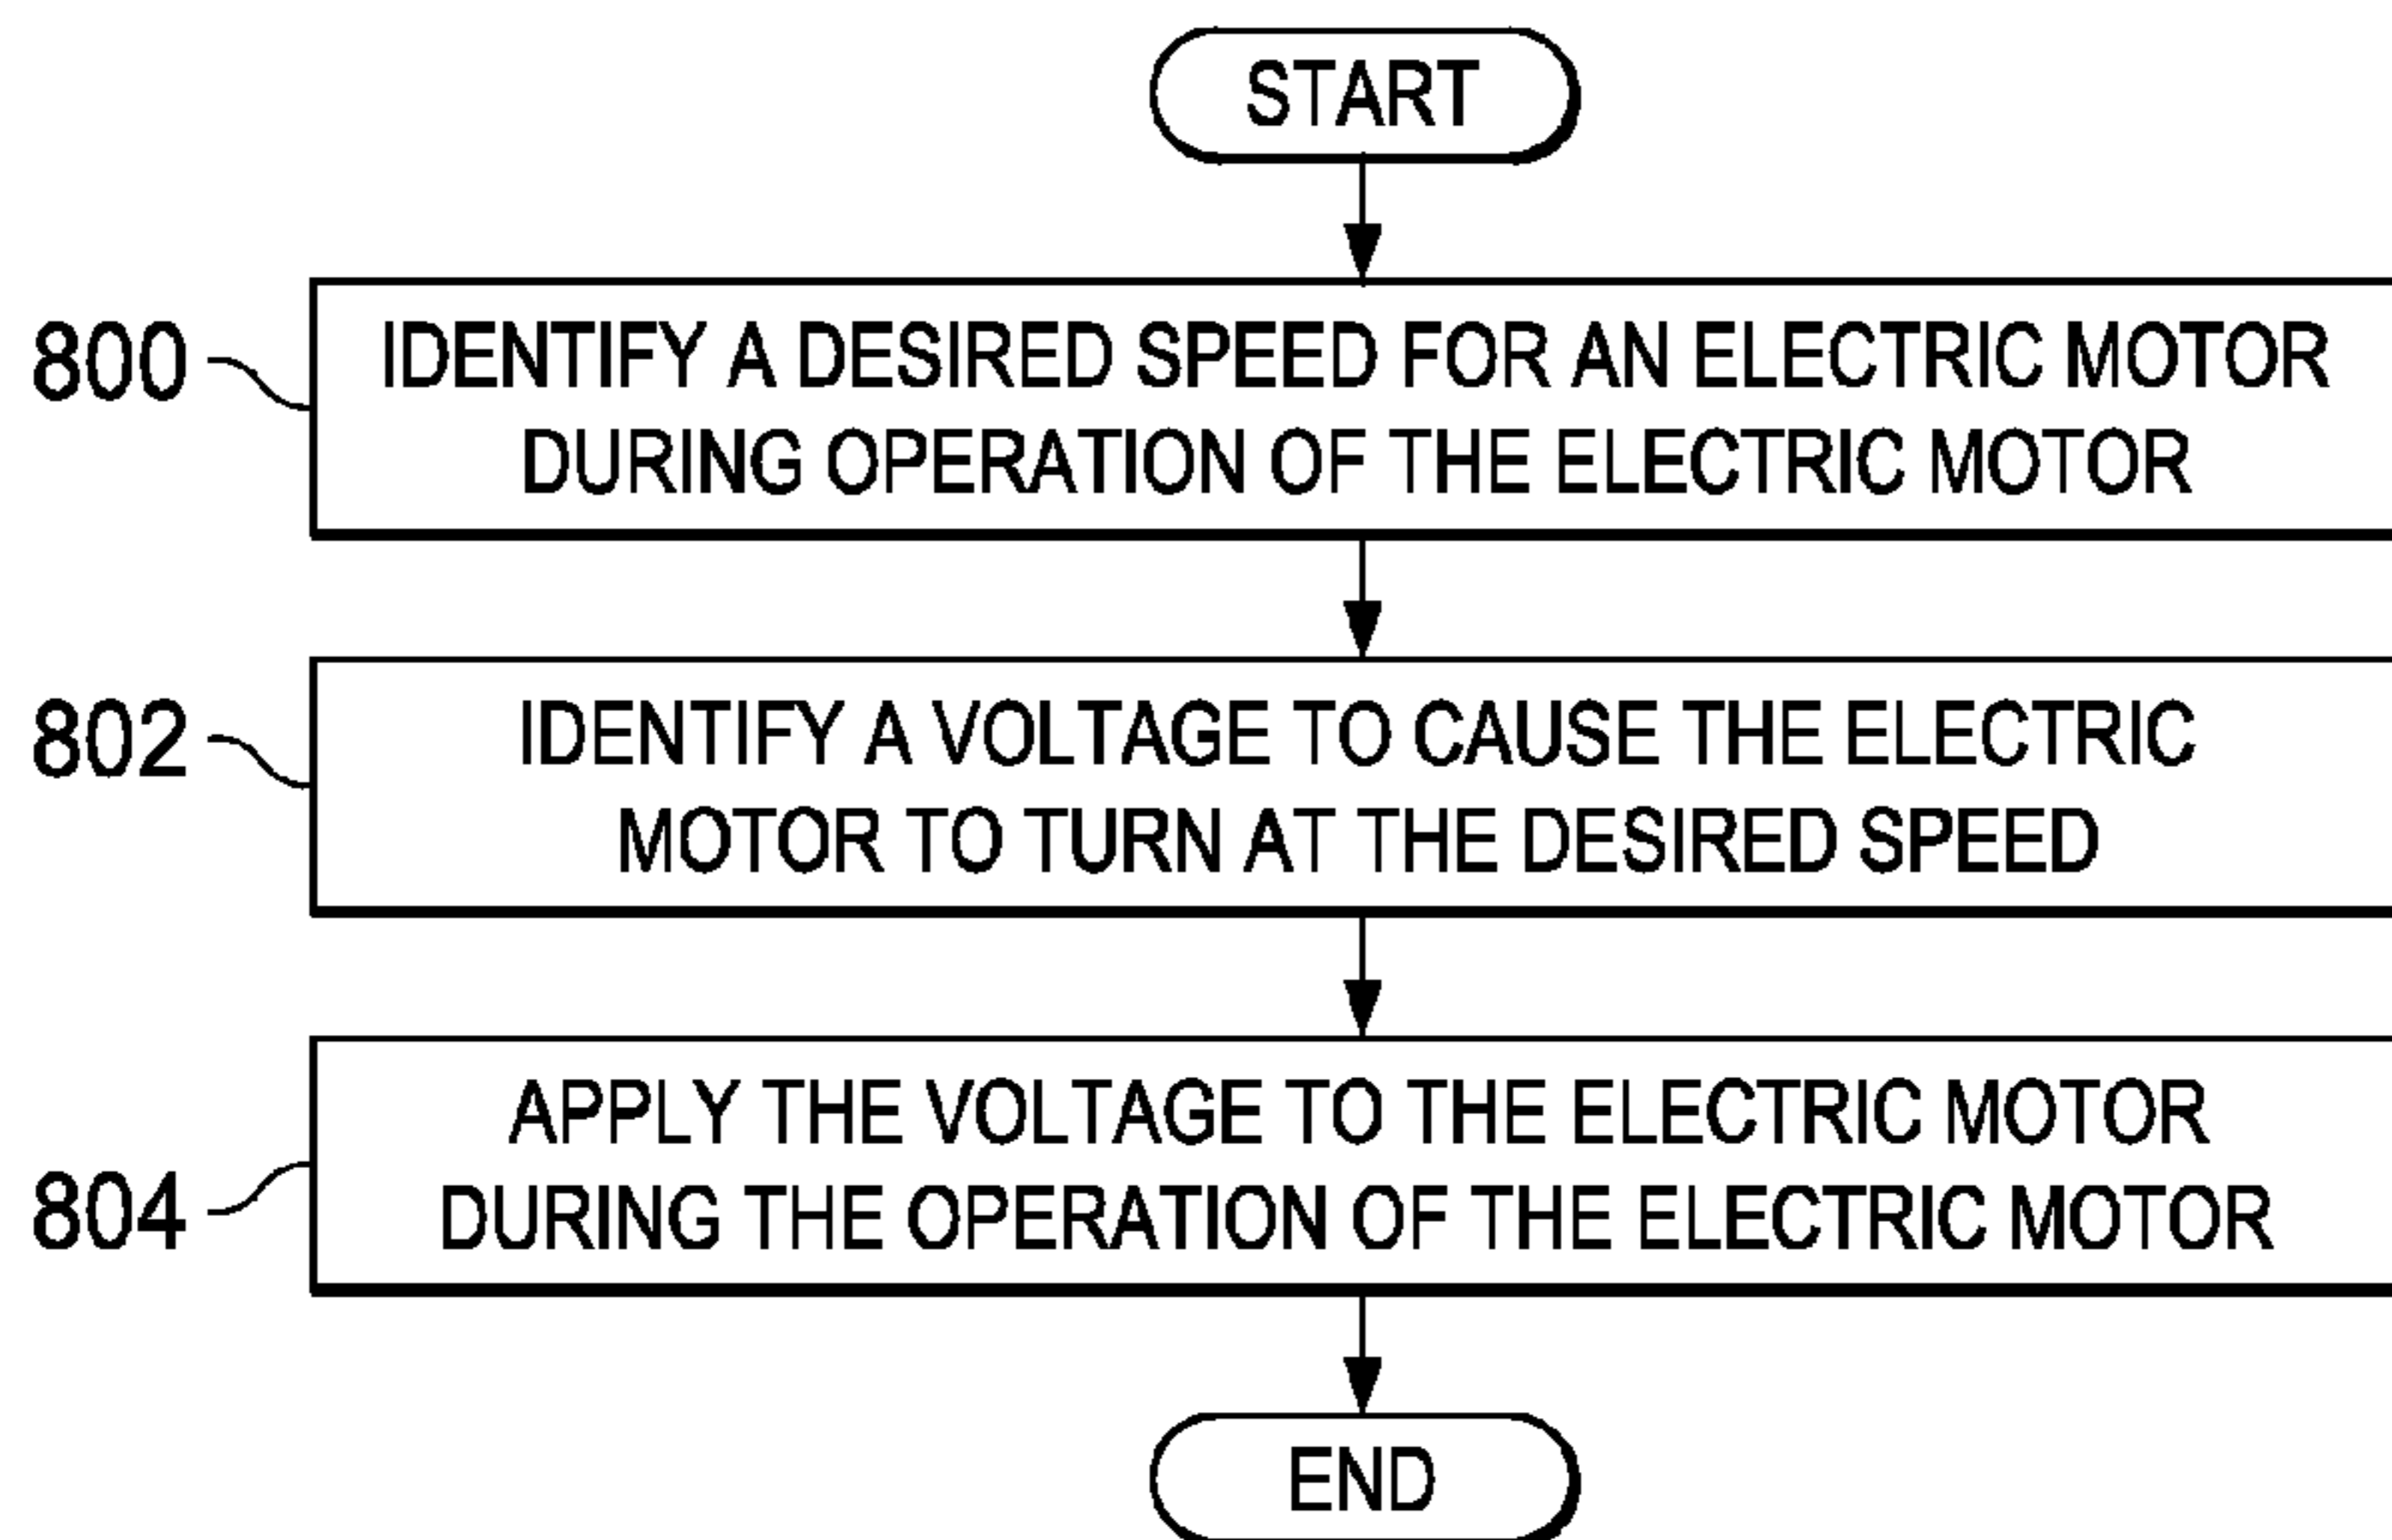 START
800
IDENTIFY A DESIRED SPEED FOR AN ELECTRIC MOTOR
DURING OPERATION OF THE ELECTRIC MOTOR
802
IDENTIFY A VOLTAGE TO CAUSE THE ELECTRIC
MOTOR TO TURN AT THE DESIRED SPEED
804
APPLY THE VOLTAGE TO THE ELECTRIC MOTOR
DURING THE OPERATION OF THE ELECTRIC MOTOR
END